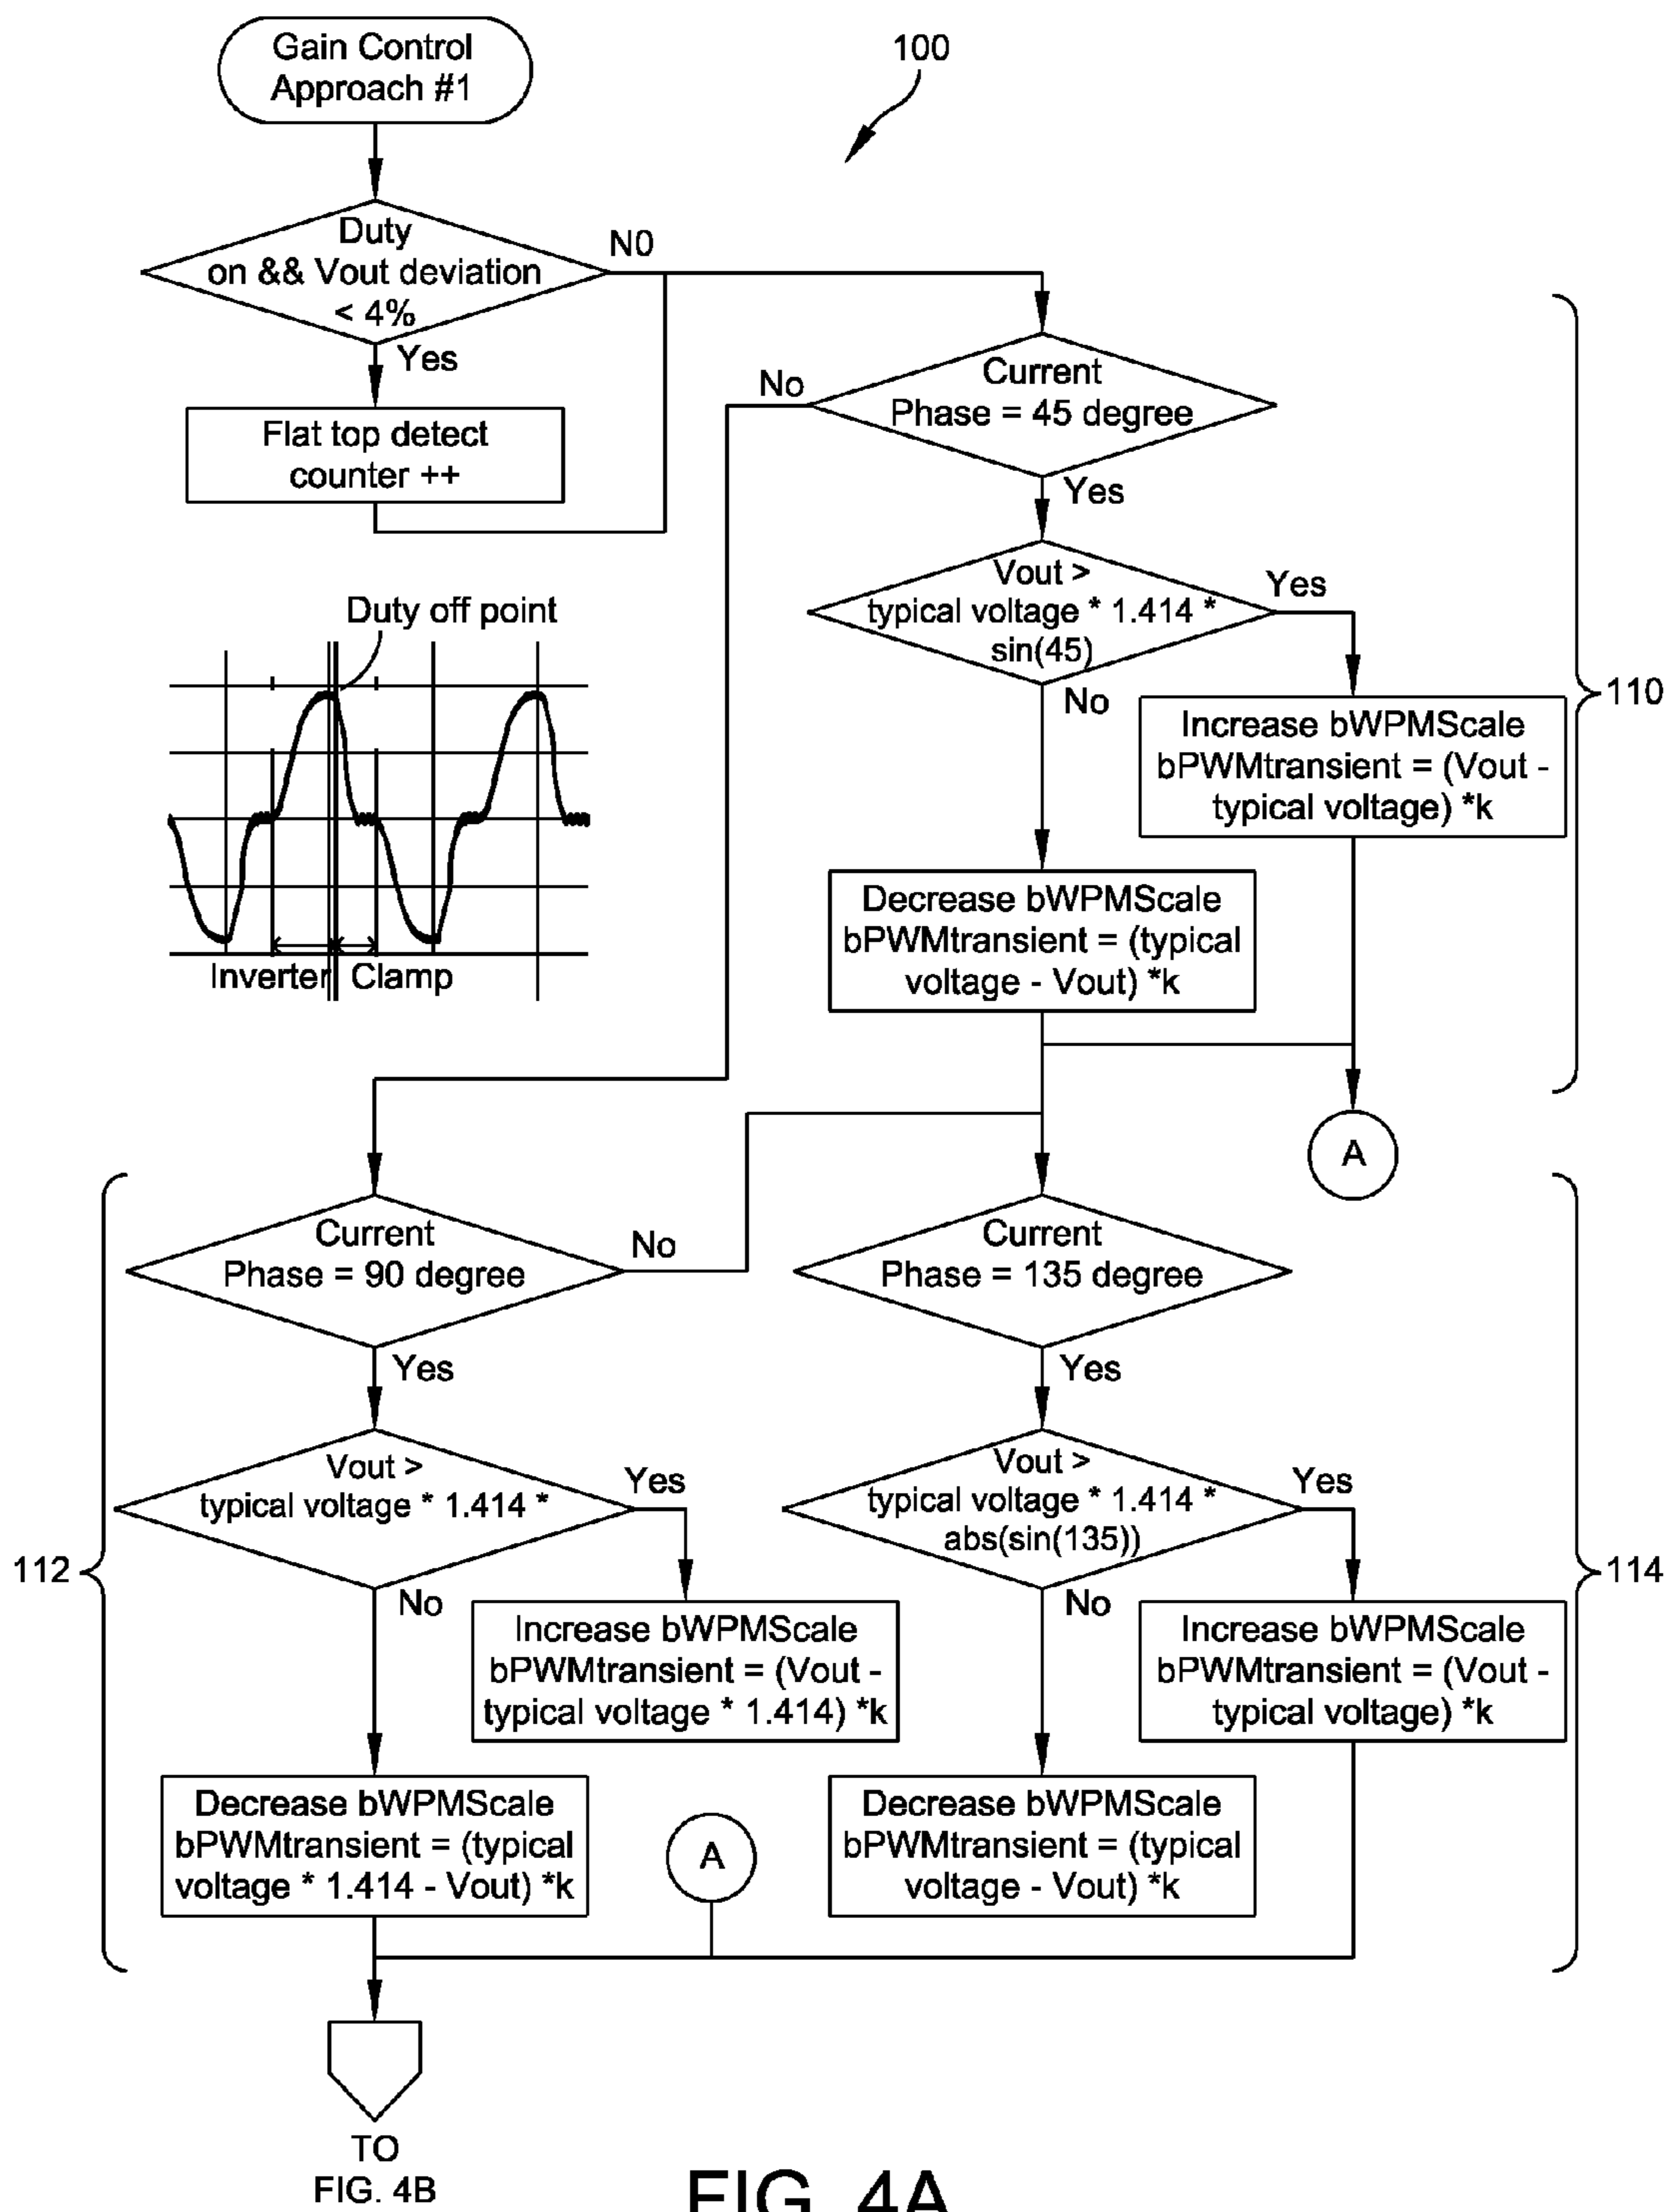 Gain Control
Approach #1
100
Duty
on && Vout deviation
< 4%
N0
Yes
Flat top detect
counter ++
Current
Phase = 45 degree
No
Yes
Vout >
typical voltage * 1.414 *
sin(45)
Yes
No
Increase bWPMScale
bPWMtransient = (Vout -
typical voltage) *k
110
Decrease bWPMScale
bPWMtransient = (typical
voltage - Vout) *k
A
Duty off point
Inverter
Clamp
Current
Phase = 90 degree
No
Yes
Vout >
typical voltage * 1.414 *
Yes
No
Increase bWPMScale
bPWMtransient = (Vout -
typical voltage * 1.414) *k
Decrease bWPMScale
bPWMtransient = (typical
voltage * 1.414 - Vout) *k
112
Current
Phase = 135 degree
Yes
Vout >
typical voltage * 1.414 *
abs(sin(135))
Yes
No
Increase bWPMScale
bPWMtransient = (Vout -
typical voltage) *k
Decrease bWPMScale
bPWMtransient = (typical
voltage - Vout) *k
114
A
TO
FIG. 4B
FIG. 4A